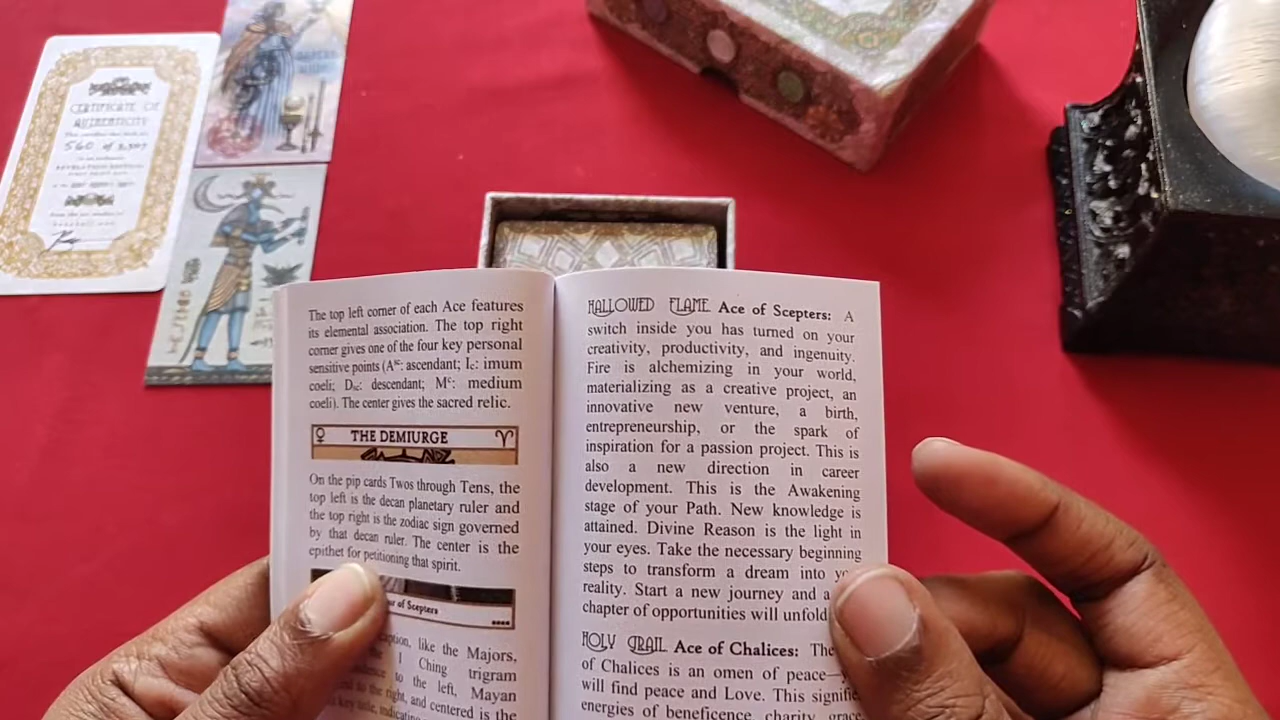 CERTIFICATE OF
AUTHENTICITY
560 of
The top left corner of each Ace features
its elemental association. The top right
corner gives one of the four key personal
sensitive points (Aˢᶜ: ascendant; Ic: imum
coeli; Dsc: descendant; Mᶜ: medium
coeli). The center gives the sacred relic.
♀ THE DEMIURGE ♈
On the pip cards Twos through Tens, the
top left is the decan planetary ruler and
the top right is the zodiac sign governed
by that decan ruler. The center is the
epithet for petitioning that spirit.
of Scepters
like the Majors,
I Ching trigram
to the left, Mayan
to the right, and centered is the
key title,
HALLOWED FLAME Ace of Scepters: A
switch inside you has turned on your
creativity, productivity, and ingenuity.
Fire is alchemizing in your world,
materializing as a creative project, an
innovative new venture, a birth,
entrepreneurship, or the spark of
inspiration for a passion project. This is
also a new direction in career
development. This is the Awakening
stage of your Path. New knowledge is
attained. Divine Reason is the light in
your eyes. Take the necessary beginning
steps to transform a dream into
reality. Start a new journey and a
chapter of opportunities will unfold
HOLY GRAIL Ace of Chalices: The
of Chalices is an omen of peace—
will find peace and Love. This
energies of beneficence, charity, grace